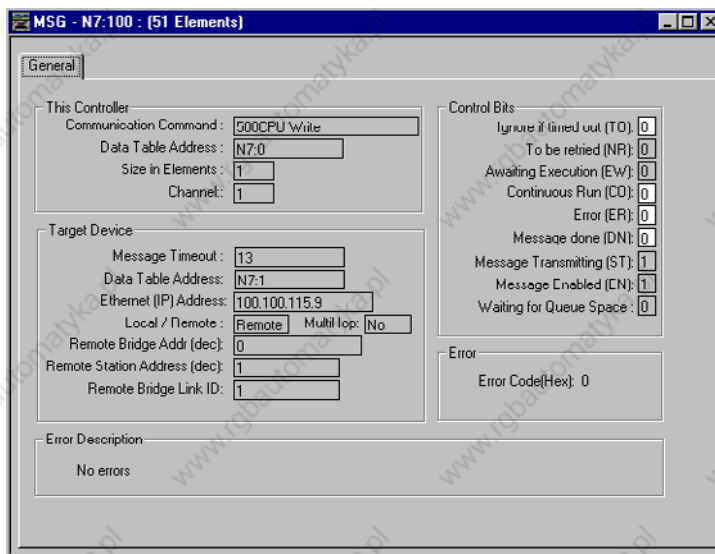 MSG - N7:100 : (51 Elements)
General
This Controller
Communication Command : 500CPU Write
Data Table Address : N7:0
Size in Elements : 1
Channel: 1
Target Device
Message Timeout : 13
Data Table Address: N7:1
Ethernet (IP) Address: 100.100.115.9
Local / Remote : Remote MultiHop: No
Remote Bridge Addr (dec): 0
Remote Station Address (dec): 1
Remote Bridge Link ID: 1
Control Bits
Ignore if timed out (TO): 0
To be retried (NR): 0
Awaiting Execution (EW): 0
Continuous Run (CO): 0
Error (ER): 0
Message done (DN): 0
Message Transmitting (ST): 1
Message Enabled (EN): 1
Waiting for Queue Space : 0
Error
Error Code(Hex): 0
Error Description
No errors
www.rgbautomatyka.pl